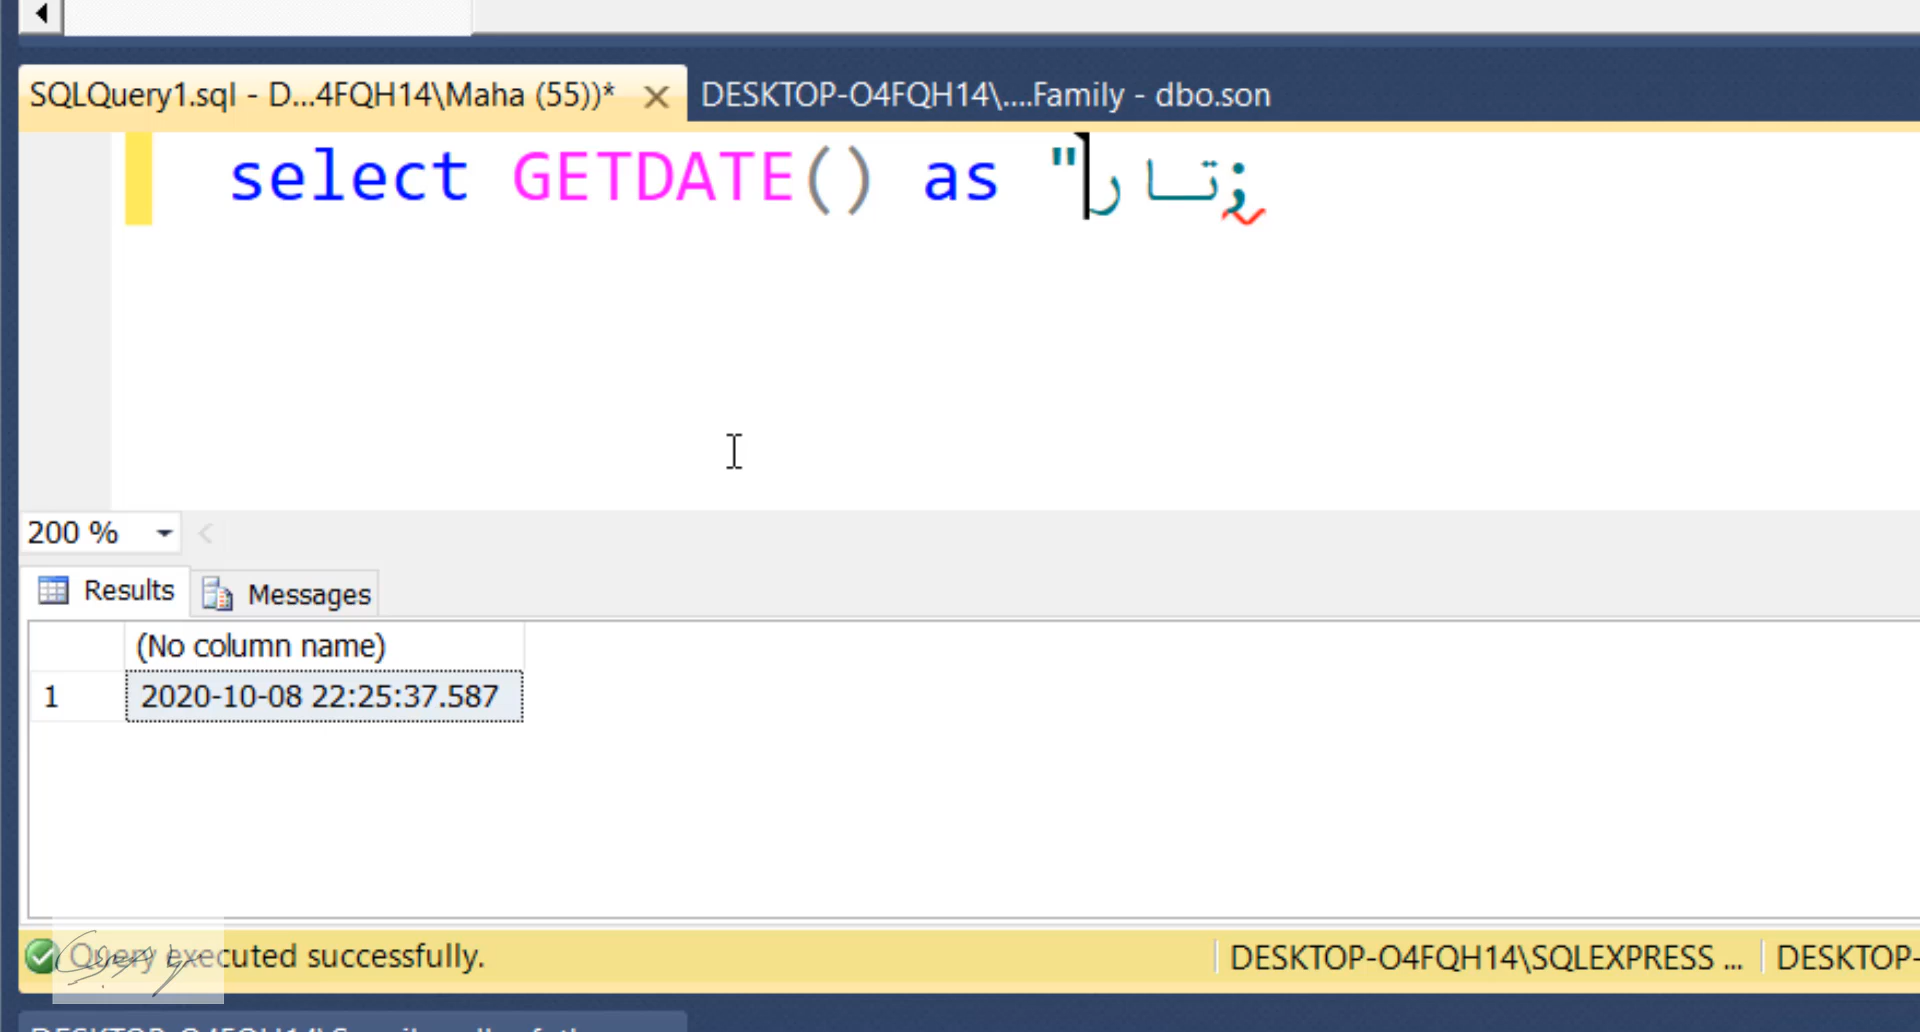 SQLQuery1.sql - D...4FQH14\Maha (55))*
DESKTOP-O4FQH14\....Family - dbo.son
select GETDATE() as "تـار;
200 %
Results
Messages
(No column name)
1 2020-10-08 22:25:37.587
Query executed successfully.
DESKTOP-O4FQH14\SQLEXPRESS ...
DESKTOP-